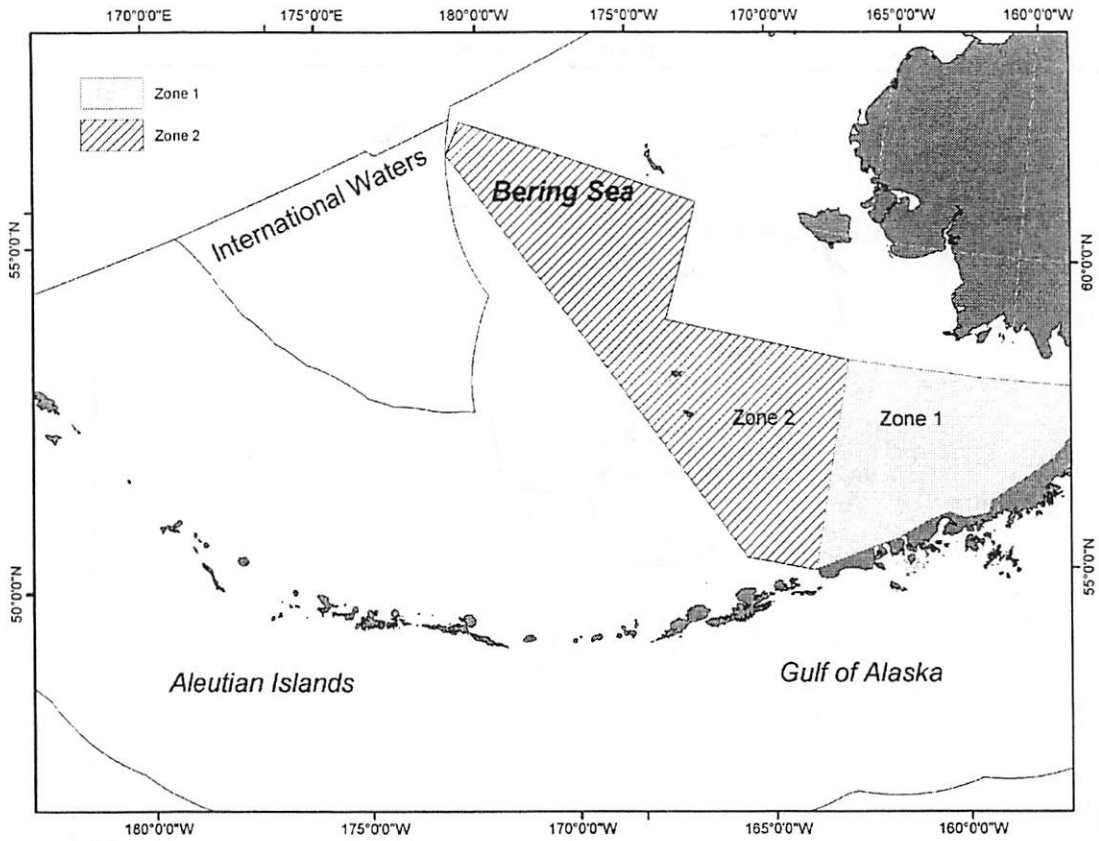 170°0'0"E 175°0'0"E 180°0'0" 175°0'0"W 170°0'0"W 165°0'0"W 160°0'0"W
Zone 1
Zone 2
International Waters
Bering Sea
55°0'0"N
60°0'0"N
Zone 2
Zone 1
50°0'0"N
55°0'0"N
Aleutian Islands
Gulf of Alaska
180°0'0"W 175°0'0"W 170°0'0"W 165°0'0"W 160°0'0"W